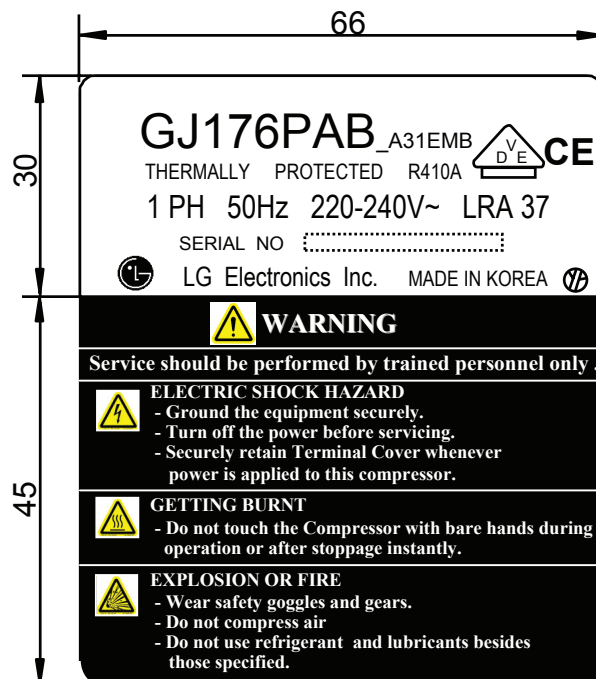 66
30
GJ176PAB_A31EMB
D V E
CE
THERMALLY PROTECTED R410A
1 PH 50Hz 220-240V~ LRA 37
SERIAL NO
LG LG Electronics Inc. MADE IN KOREA
45
WARNING
Service should be performed by trained personnel only .
ELECTRIC SHOCK HAZARD
- Ground the equipment securely.
- Turn off the power before servicing.
- Securely retain Terminal Cover whenever
power is applied to this compressor.
GETTING BURNT
- Do not touch the Compressor with bare hands during
operation or after stoppage instantly.
EXPLOSION OR FIRE
- Wear safety goggles and gears.
- Do not compress air
- Do not use refrigerant and lubricants besides
those specified.